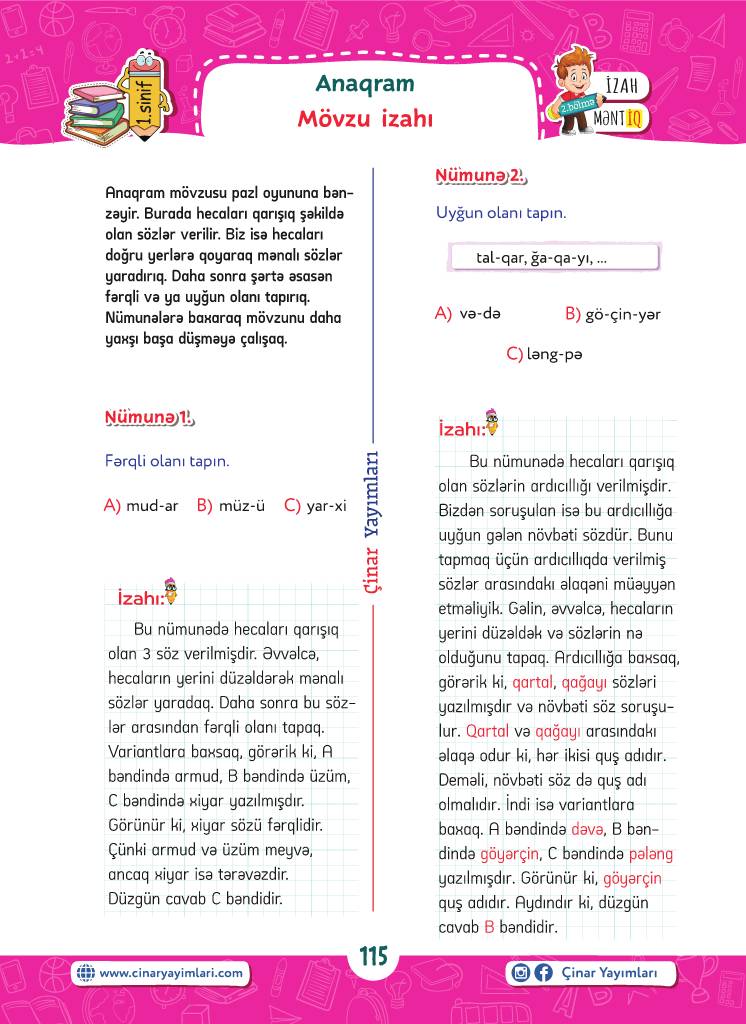 Anaqram
Mövzu izahı
1.sinif
2.bölmə
İZAH
MƏNTİQ
Anaqram mövzusu pazl oyununa bən-
zəyir. Burada hecaları qarışıq şəkildə
olan sözlər verilir. Biz isə hecaları
doğru yerlərə qoyaraq mənalı sözlər
yaradırıq. Daha sonra şərtə əsasən
fərqli və ya uyğun olanı tapırıq.
Nümunələrə baxaraq mövzunu daha
yaxşı başa düşməyə çalışaq.
Nümunə 1.
Fərqli olanı tapın.
A) mud-ar B) müz-ü C) yar-xi
İzahı:
Bu nümunədə hecaları qarışıq
olan 3 söz verilmişdir. Əvvəlcə,
hecaların yerini düzəldərək mənalı
sözlər yaradaq. Daha sonra bu söz-
lər arasından fərqli olanı tapaq.
Variantlara baxsaq, görərik ki, A
bəndində armud, B bəndində üzüm,
C bəndində xiyar yazılmışdır.
Görünür ki, xiyar sözü fərqlidir.
Çünki armud və üzüm meyvə,
ancaq xiyar isə tərəvəzdir.
Düzgün cavab C bəndidir.
Çinar Yayımları
Nümunə 2.
Uyğun olanı tapın.
tal-qar, ğa-qa-yı, ...
A) və-də B) gö-çin-yər
C) ləng-pə
İzahı:
Bu nümunədə hecaları qarışıq
olan sözlərin ardıcıllığı verilmişdir.
Bizdən soruşulan isə bu ardıcıllığa
uyğun gələn növbəti sözdür. Bunu
tapmaq üçün ardıcıllıqda verilmiş
sözlər arasındakı əlaqəni müəyyən
etməliyik. Gəlin, əvvəlcə, hecaların
yerini düzəldək və sözlərin nə
olduğunu tapaq. Ardıcıllığa baxsaq,
görərik ki, qartal, qağayı sözləri
yazılmışdır və növbəti söz soruşu-
lur. Qartal və qağayı arasındakı
əlaqə odur ki, hər ikisi quş adıdır.
Deməli, növbəti söz də quş adı
olmalıdır. İndi isə variantlara
baxaq. A bəndində dəvə, B bən-
dində göyərçin, C bəndində pələng
yazılmışdır. Görünür ki, göyərçin
quş adıdır. Aydındır ki, düzgün
cavab B bəndidir.
www.cinaryayimlari.com
115
Çinar Yayımları